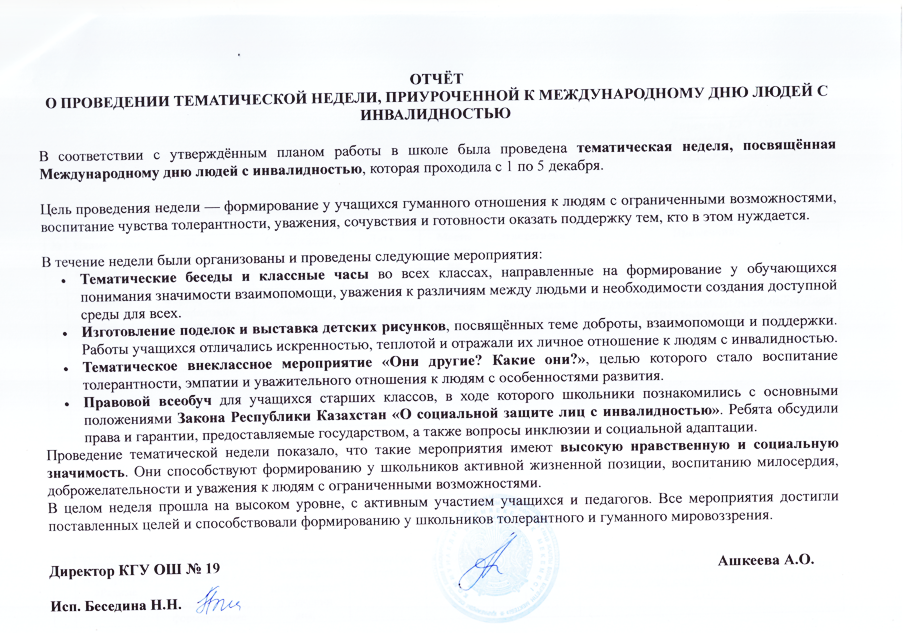 ОТЧЁТ
О ПРОВЕДЕНИИ ТЕМАТИЧЕСКОЙ НЕДЕЛИ, ПРИУРОЧЕННОЙ К МЕЖДУНАРОДНОМУ ДНЮ ЛЮДЕЙ С
ИНВАЛИДНОСТЬЮ
В соответствии с утверждённым планом работы в школе была проведена тематическая неделя, посвящённая
Международному дню людей с инвалидностью, которая проходила с 1 по 5 декабря.
Цель проведения недели — формирование у учащихся гуманного отношения к людям с ограниченными возможностями,
воспитание чувства толерантности, уважения, сочувствия и готовности оказать поддержку тем, кто в этом нуждается.
В течение недели были организованы и проведены следующие мероприятия:
• Тематические беседы и классные часы во всех классах, направленные на формирование у обучающихся
понимания значимости взаимопомощи, уважения к различиям между людьми и необходимости создания доступной
среды для всех.
• Изготовление поделок и выставка детских рисунков, посвящённых теме доброты, взаимопомощи и поддержки.
Работы учащихся отличались искренностью, теплотой и отражали их личное отношение к людям с инвалидностью.
• Тематическое внеклассное мероприятие «Они другие? Какие они?», целью которого стало воспитание
толерантности, эмпатии и уважительного отношения к людям с особенностями развития.
• Правовой всеобуч для учащихся старших классов, в ходе которого школьники познакомились с основными
положениями Закона Республики Казахстан «О социальной защите лиц с инвалидностью». Ребята обсудили
права и гарантии, предоставляемые государством, а также вопросы инклюзии и социальной адаптации.
Проведение тематической недели показало, что такие мероприятия имеют высокую нравственную и социальную
значимость. Они способствуют формированию у школьников активной жизненной позиции, воспитанию милосердия,
доброжелательности и уважения к людям с ограниченными возможностями.
В целом неделя прошла на высоком уровне, с активным участием учащихся и педагогов. Все мероприятия достигли
поставленных целей и способствовали формированию у школьников толерантного и гуманного мировоззрения.
Директор КГУ ОШ № 19
Ашкеева А.О.
Исп. Беседина Н.Н.